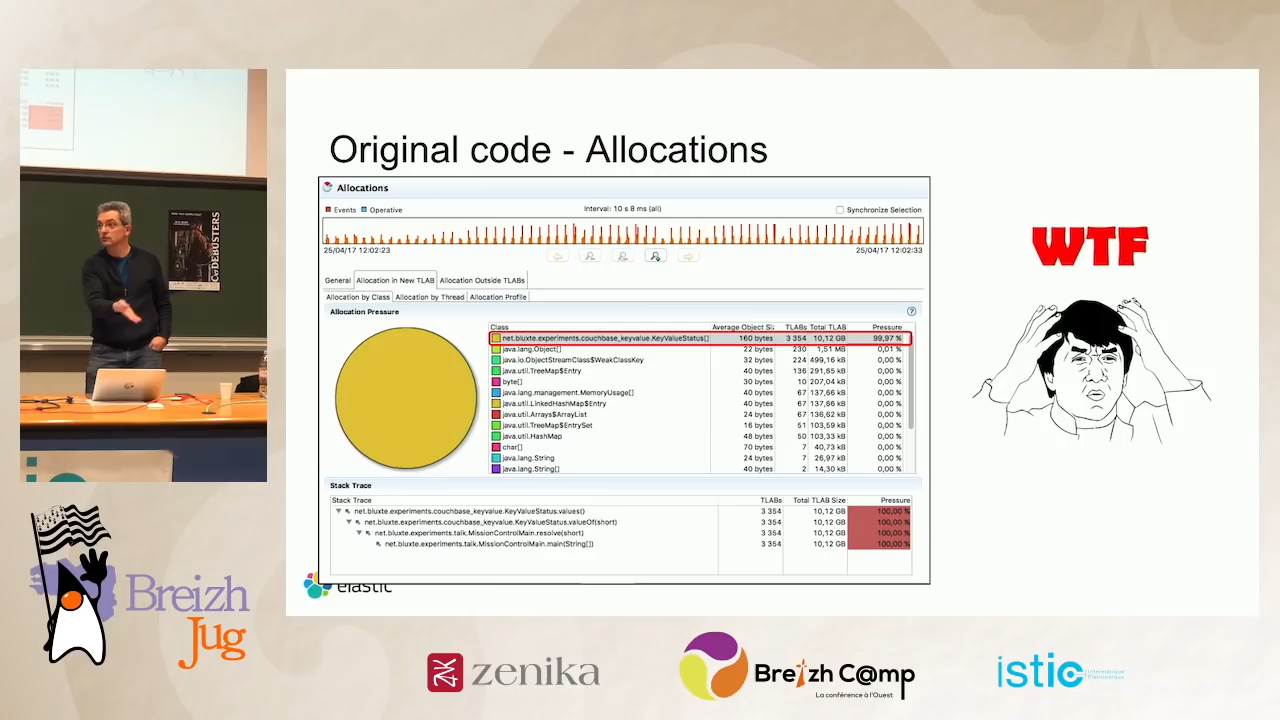 Original code - Allocations
Allocations
Events Operative
Interval: 10 s 8 ms (all)
Synchronize Selection
25/04/17 12:02:23
25/04/17 12:02:33
General Allocation in New TLAB Allocation Outside TLABs
Allocation by Class Allocation by Thread Allocation Profile
Allocation Pressure
Class Average Object Si TLABs Total TLAB Pressure
net.bluxte.experiments.couchbase_keyvalue.KeyValueStatus[] 160 bytes 3 354 10,12 GB 99,97 %
java.lang.Object[] 22 bytes 230 1,51 MB 0,01 %
java.io.ObjectStreamClass$WeakClassKey 32 bytes 224 499,16 kB 0,00 %
java.util.TreeMap$Entry 40 bytes 136 291,65 kB 0,00 %
byte[] 30 bytes 10 207,04 kB 0,00 %
java.lang.management.MemoryUsage[] 40 bytes 67 137,66 kB 0,00 %
java.util.LinkedHashMap$Entry 40 bytes 67 137,66 kB 0,00 %
java.util.Arrays$ArrayList 24 bytes 67 136,62 kB 0,00 %
java.util.TreeMap$EntrySet 16 bytes 51 103,59 kB 0,00 %
java.util.HashMap 48 bytes 50 103,33 kB 0,00 %
char[] 70 bytes 7 40,73 kB 0,00 %
java.lang.String 24 bytes 7 26,97 kB 0,00 %
java.lang.String[] 40 bytes 2 14,30 kB 0,00 %
Stack Trace
Stack Trace TLABs Total TLAB Size Pressure
net.bluxte.experiments.couchbase_keyvalue.KeyValueStatus.values() 3 354 10,12 GB 100,00 %
net.bluxte.experiments.couchbase_keyvalue.KeyValueStatus.valueOf(short) 3 354 10,12 GB 100,00 %
net.bluxte.experiments.talk.MissionControlMain.resolve(short) 3 354 10,12 GB 100,00 %
net.bluxte.experiments.talk.MissionControlMain.main(String[]) 3 354 10,12 GB 100,00 %
elastic
WTF
CODEBUSTERS
Breizh
Jug
zenika
Breizh C@mp
La conférence à l'Ouest
istic
Informatique
Électronique